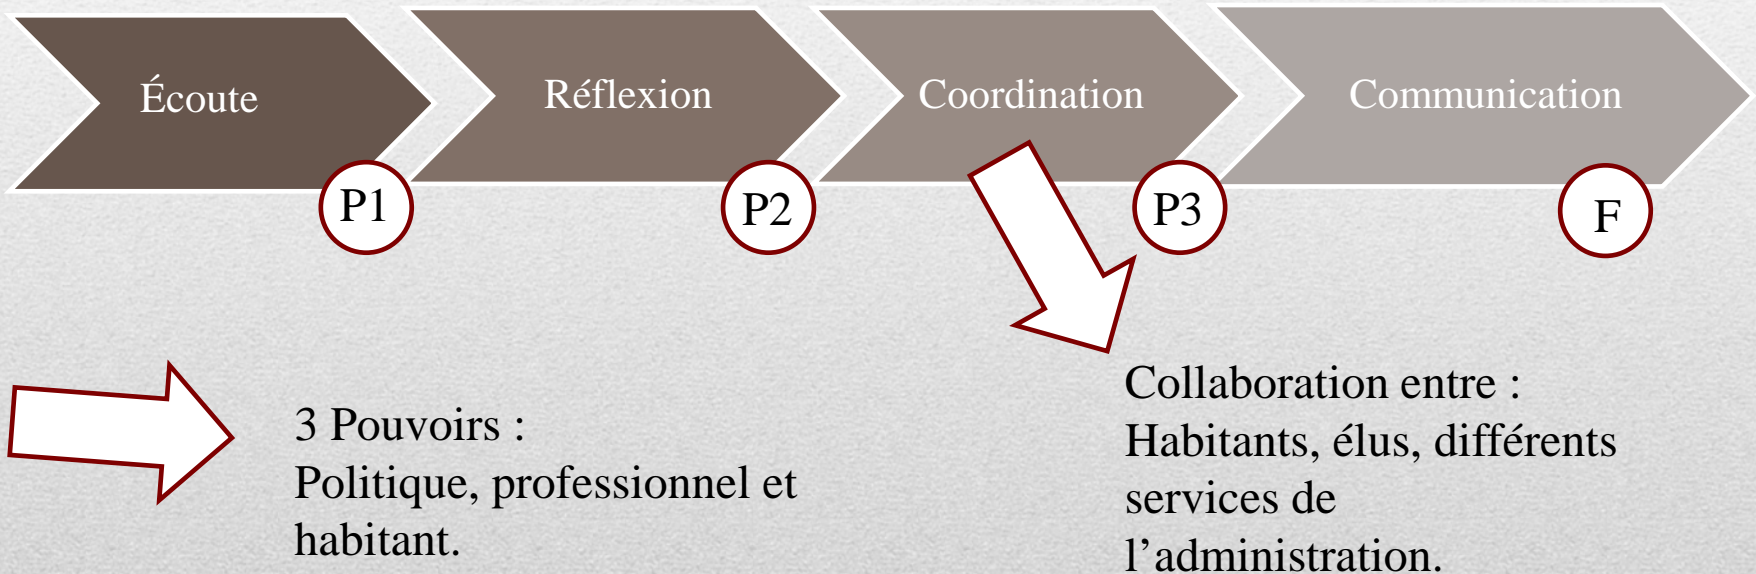 Écoute
Réflexion
Coordination
Communication
P1
P2
P3
F
3 Pouvoirs :
Politique, professionnel et
habitant.
Collaboration entre :
Habitants, élus, différents
services de
l’administration.